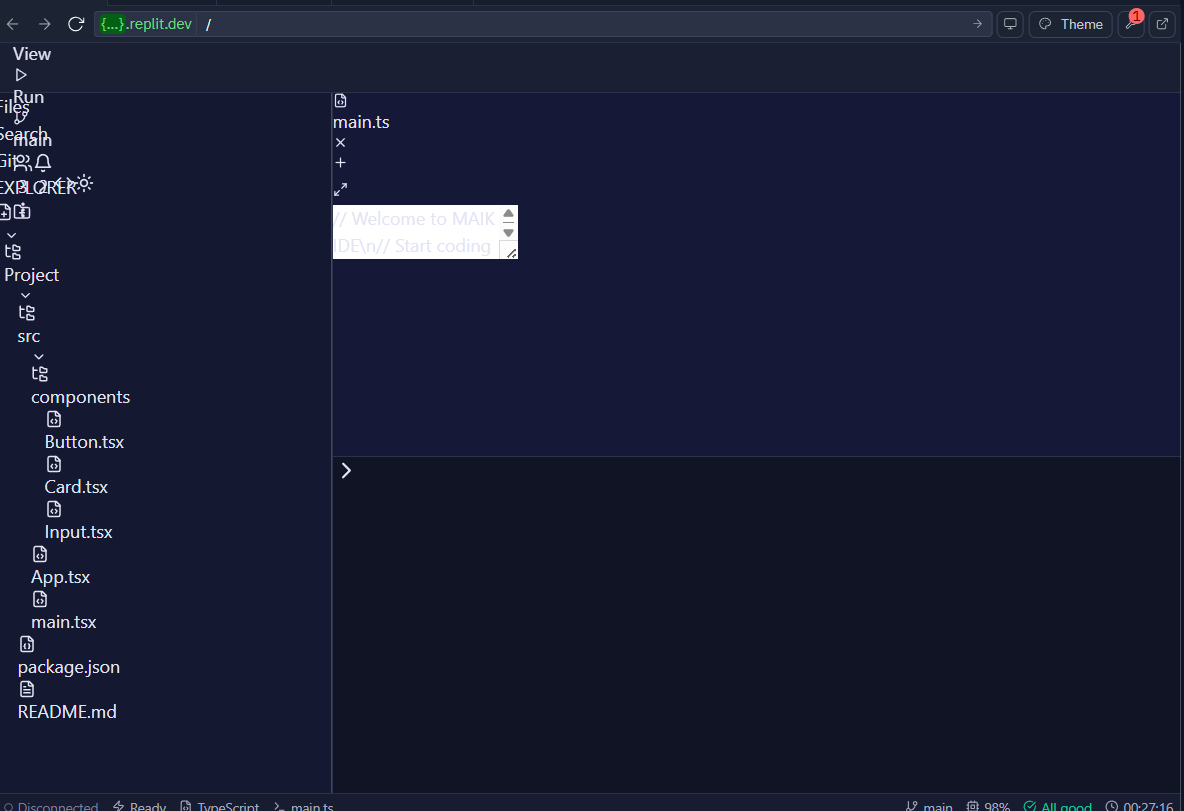 {...}.replit.dev /
Theme
1
View
Run
main
Files
Search
Git
EXPLORER
Project
src
components
Button.tsx
Card.tsx
Input.tsx
App.tsx
main.tsx
package.json
README.md
main.ts
// Welcome to MAIK
IDE\n// Start coding
Disconnected Ready TypeScript main.ts
main 98% All good 00:27:16